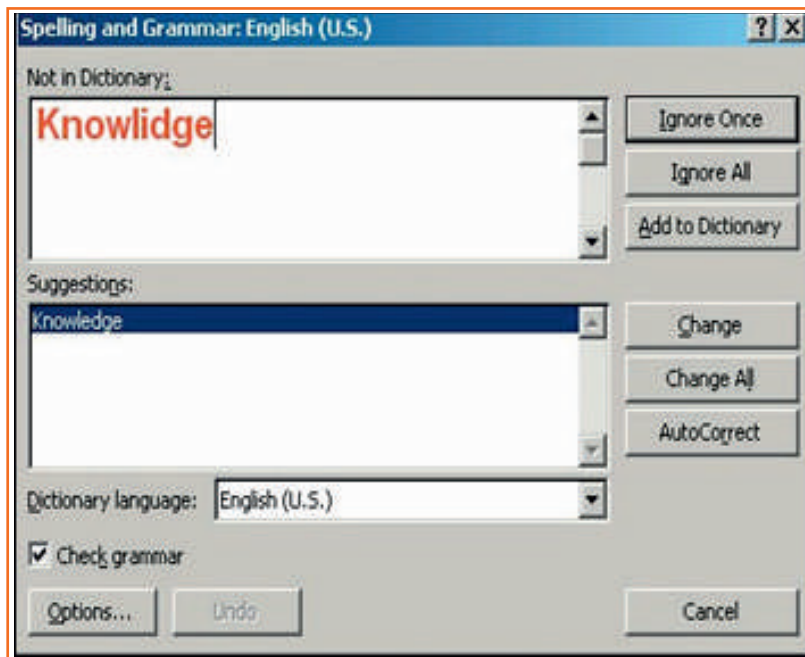 Spelling and Grammar: English (U.S.)
Not in Dictionary:
Knowlidge
Ignore Once
Ignore All
Add to Dictionary
Suggestions:
Knowledge
Change
Change All
AutoCorrect
Dictionary language: English (U.S.)
Check grammar
Options... Undo Cancel